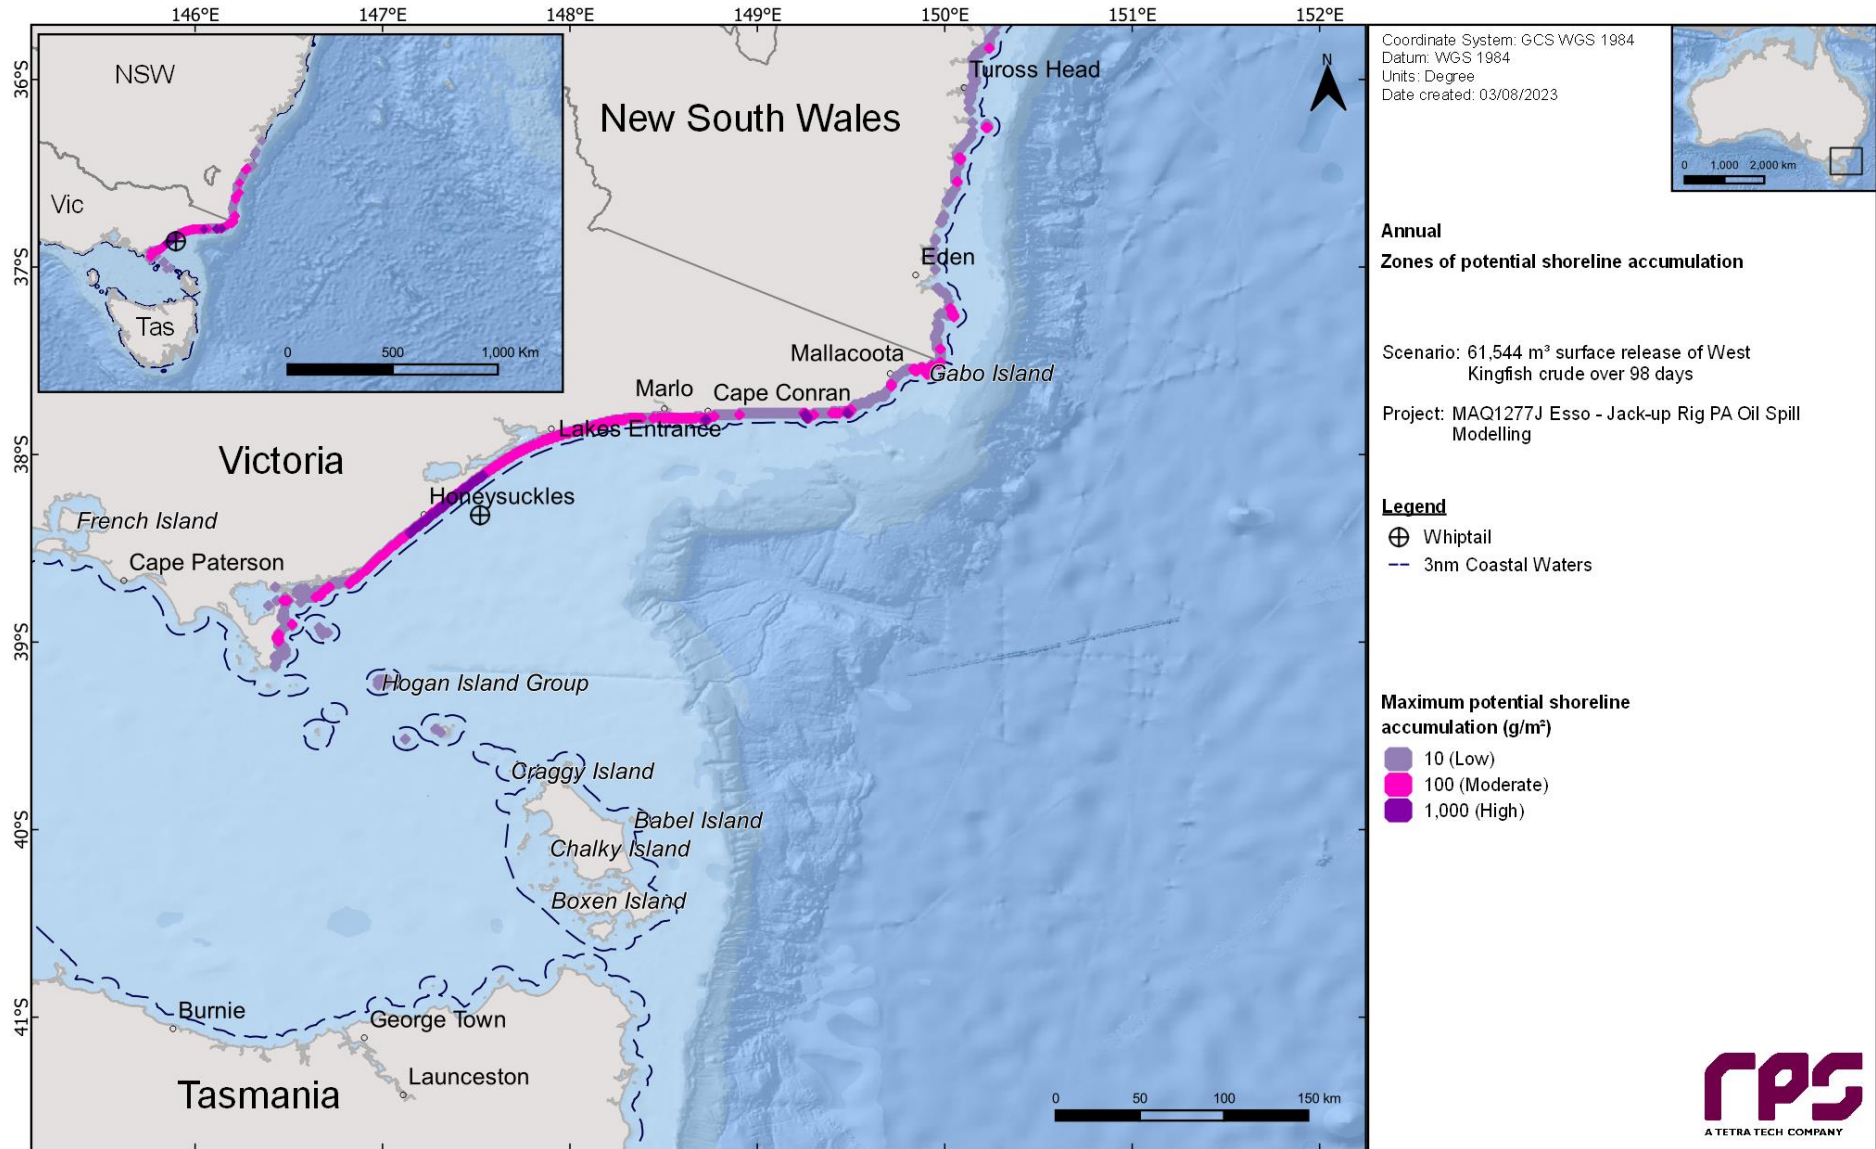 146°E 147°E 148°E 149°E 150°E 151°E 152°E
36°S
37°S
38°S
39°S
40°S
41°S
NSW
Vic
Tas
0 500 1,000 Km
New South Wales
N
Tuross Head
Eden
Mallacoota
Gabo Island
Marlo
Cape Conran
Lakes Entrance
Victoria
Honeysuckles
French Island
Cape Paterson
Hogan Island Group
Craggy Island
Babel Island
Chalky Island
Boxen Island
Burnie
George Town
Launceston
Tasmania
0 50 100 150 km
Coordinate System: GCS WGS 1984
Datum: WGS 1984
Units: Degree
Date created: 03/08/2023
0 1,000 2,000 km
Annual
Zones of potential shoreline accumulation
Scenario: 61,544 m³ surface release of West
Kingfish crude over 98 days
Project: MAQ1277J Esso - Jack-up Rig PA Oil Spill
Modelling
Legend
Whiptail
3nm Coastal Waters
Maximum potential shoreline
accumulation (g/m²)
10 (Low)
100 (Moderate)
1,000 (High)
rps
A TETRA TECH COMPANY